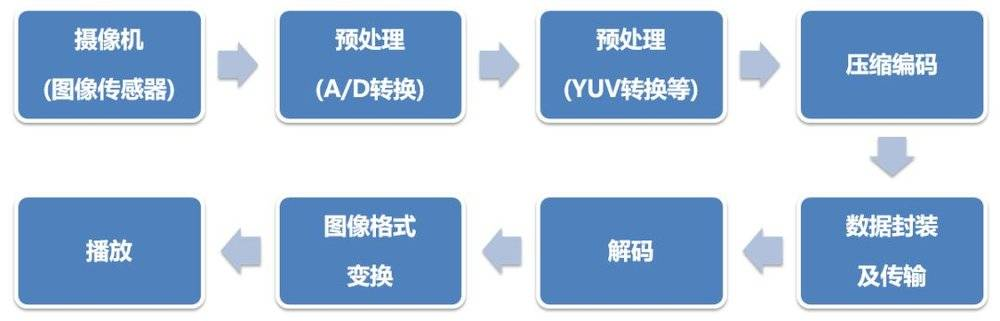 摄像机
(图像传感器)
预处理
(A/D转换)
预处理
(YUV转换等)
压缩编码
数据封装
及传输
解码
图像格式
变换
播放